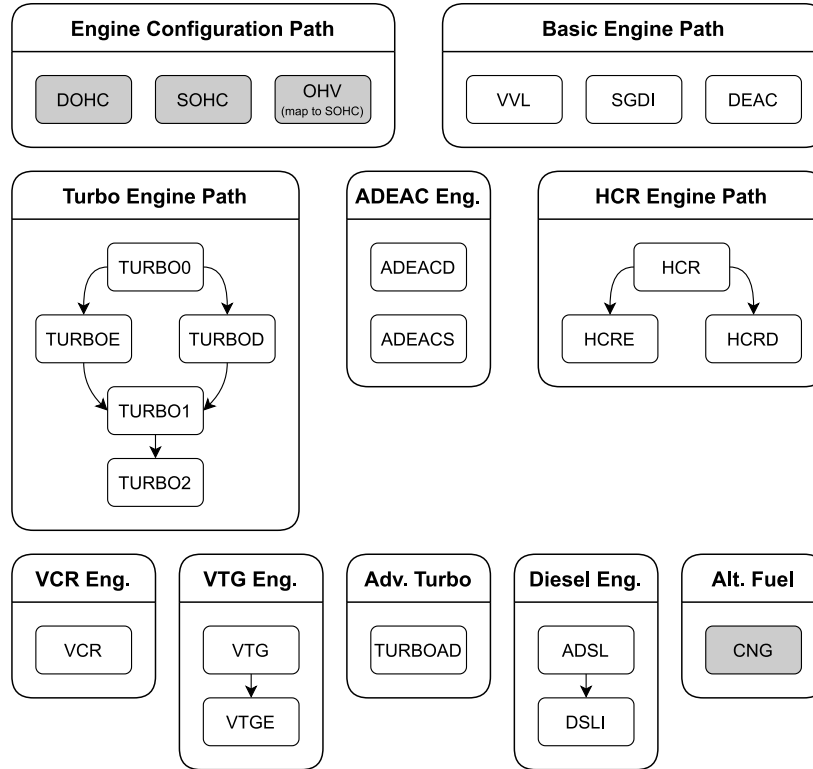 Engine Configuration Path
DOHC
SOHC
OHV
(map to SOHC)
Basic Engine Path
VVL
SGDI
DEAC
Turbo Engine Path
TURBO0
TURBOE
TURBOD
TURBO1
TURBO2
ADEAC Eng.
ADEACD
ADEACS
HCR Engine Path
HCR
HCRE
HCRD
VCR Eng.
VCR
VTG Eng.
VTG
VTGE
Adv. Turbo
TURBOAD
Diesel Eng.
ADSL
DSLI
Alt. Fuel
CNG